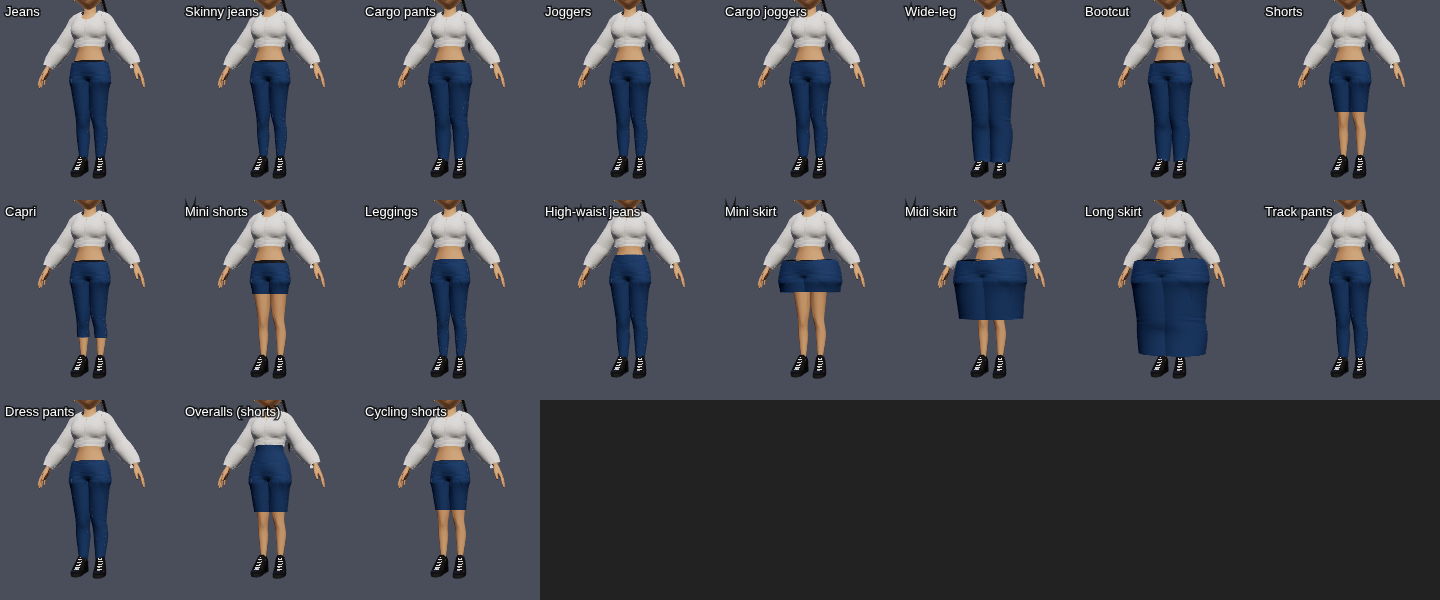 Jeans
Skinny jeans
Cargo pants
Joggers
Cargo joggers
Wide-leg
Bootcut
Shorts
Capri
Mini shorts
Leggings
High-waist jeans
Mini skirt
Midi skirt
Long skirt
Track pants
Dress pants
Overalls (shorts)
Cycling shorts